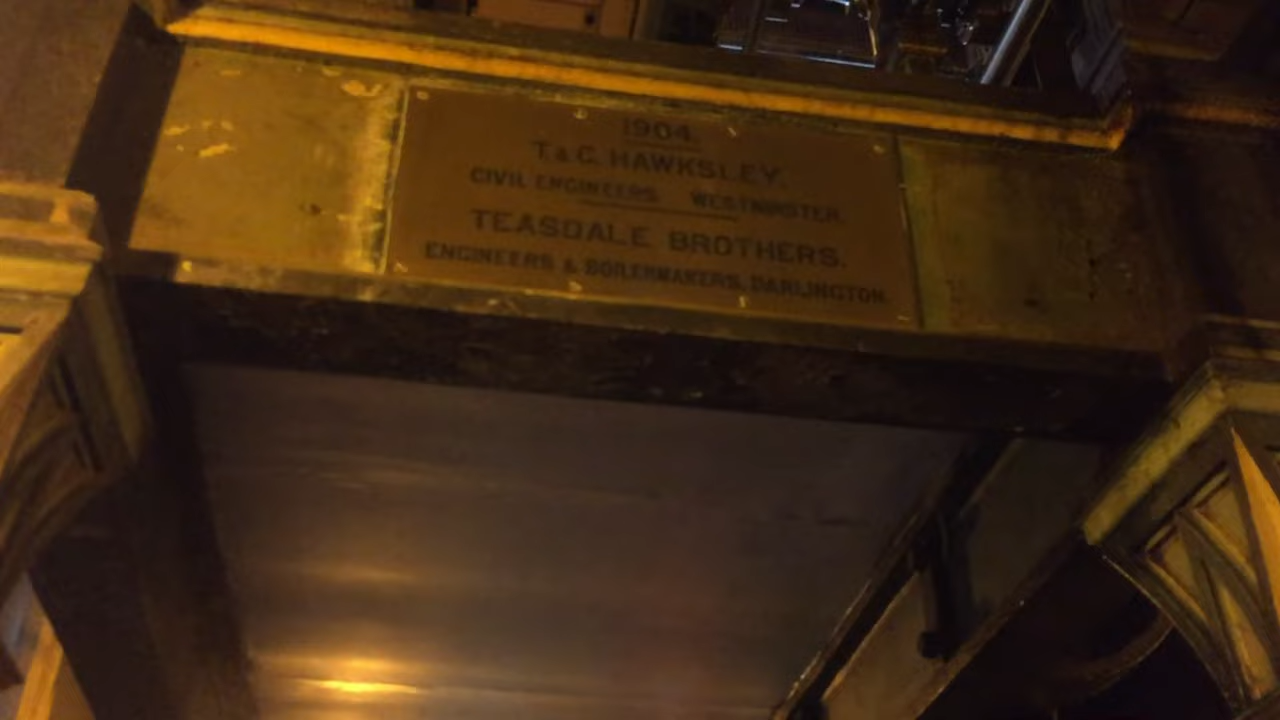 1904.
T. & C. HAWKSLEY.
CIVIL ENGINEERS WESTMINSTER.
TEASDALE BROTHERS.
ENGINEERS & BOILERMAKERS, DARLINGTON.